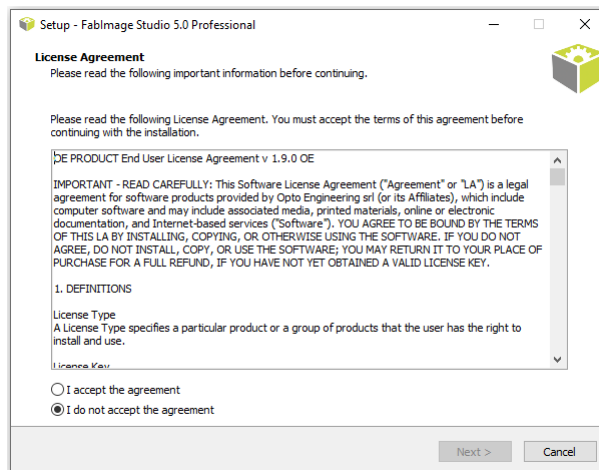 Setup - FabImage Studio 5.0 Professional
License Agreement
Please read the following important information before continuing.
Please read the following License Agreement. You must accept the terms of this agreement before
continuing with the installation.
OE PRODUCT End User License Agreement v 1.9.0 OE
IMPORTANT - READ CAREFULLY: This Software License Agreement ("Agreement" or "LA") is a legal
agreement for software products provided by Opto Engineering srl (or its Affiliates), which include
computer software and may include associated media, printed materials, online or electronic
documentation, and Internet-based services ("Software"). YOU AGREE TO BE BOUND BY THE TERMS
OF THIS LA BY INSTALLING, COPYING, OR OTHERWISE USING THE SOFTWARE. IF YOU DO NOT
AGREE, DO NOT INSTALL, COPY, OR USE THE SOFTWARE; YOU MAY RETURN IT TO YOUR PLACE OF
PURCHASE FOR A FULL REFUND, IF YOU HAVE NOT YET OBTAINED A VALID LICENSE KEY.
1. DEFINITIONS
License Type
A License Type specifies a particular product or a group of products that the user has the right to
install and use.
License Key
I accept the agreement
I do not accept the agreement
Next >
Cancel